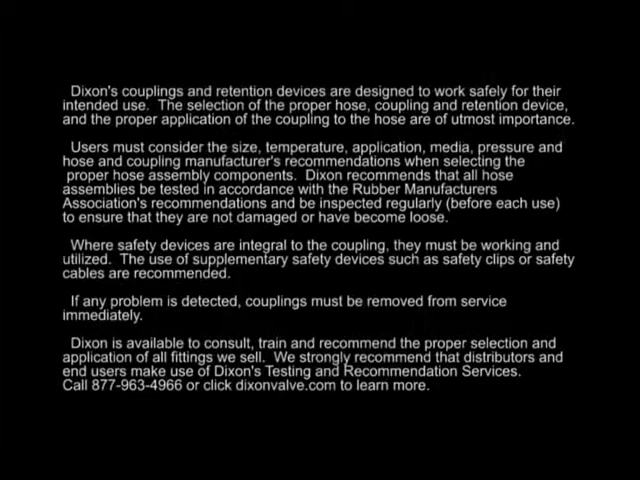 Dixon's couplings and retention devices are designed to work safely for their
intended use. The selection of the proper hose, coupling and retention device,
and the proper application of the coupling to the hose are of utmost importance.
Users must consider the size, temperature, application, media, pressure and
hose and coupling manufacturer's recommendations when selecting the
proper hose assembly components. Dixon recommends that all hose
assemblies be tested in accordance with the Rubber Manufacturers
Association's recommendations and be inspected regularly (before each use)
to ensure that they are not damaged or have become loose.
Where safety devices are integral to the coupling, they must be working and
utilized. The use of supplementary safety devices such as safety clips or safety
cables are recommended.
If any problem is detected, couplings must be removed from service
immediately.
Dixon is available to consult, train and recommend the proper selection and
application of all fittings we sell. We strongly recommend that distributors and
end users make use of Dixon's Testing and Recommendation Services.
Call 877-963-4966 or click dixonvalve.com to learn more.